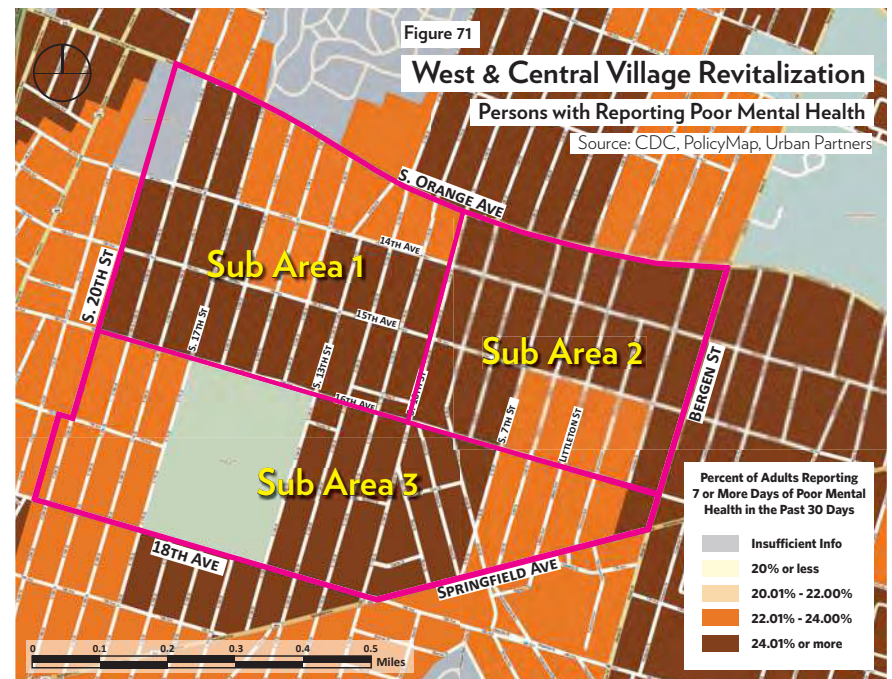 Figure 71
West & Central Village Revitalization
Persons with Reporting Poor Mental Health
Source: CDC, PolicyMap, Urban Partners
S. ORANGE AVE
14TH AVE
Sub Area 1
S. 20TH ST
15TH AVE
S. 17TH ST
Sub Area 2
S. 13TH ST
BERGEN ST
16TH AVE
S. 7TH ST
LITTLETON ST
Sub Area 3
18TH AVE
SPRINGFIELD AVE
Percent of Adults Reporting
7 or More Days of Poor Mental
Health in the Past 30 Days
Insufficient Info
20% or less
20.01% - 22.00%
22.01% - 24.00%
24.01% or more
0 0.1 0.2 0.3 0.4 0.5
Miles